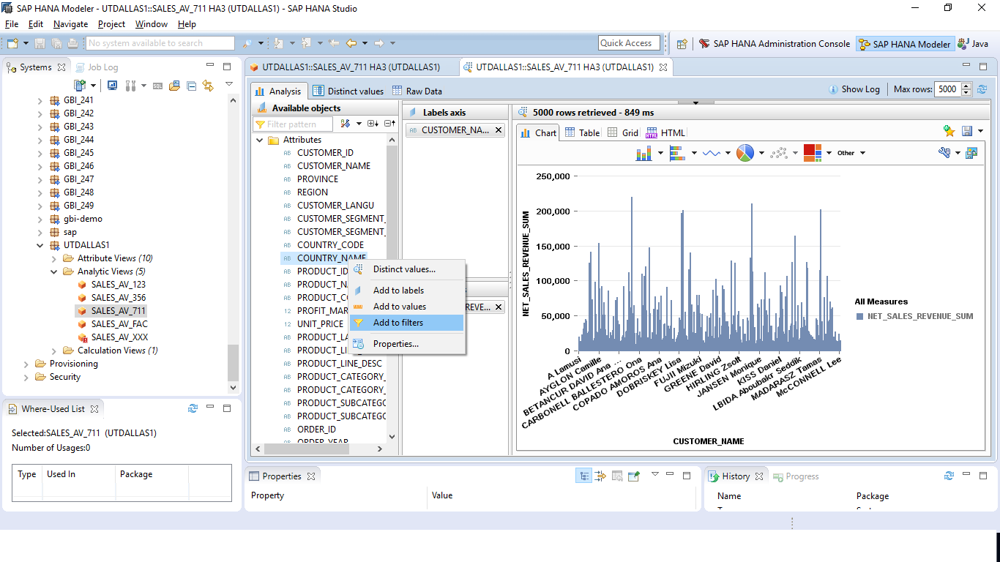 SAP HANA Modeler - UTDALLAS1::SALES_AV_711 HA3 (UTDALLAS1) - SAP HANA Studio
File Edit Navigate Project Window Help
No system available to search
Quick Access
SAP HANA Administration Console
SAP HANA Modeler
Java
Systems
Job Log
GBI_241
GBI_242
GBI_243
GBI_244
GBI_245
GBI_246
GBI_247
GBI_248
GBI_249
gbi-demo
sap
UTDALLAS1
Attribute Views (10)
Analytic Views (5)
SALES_AV_123
SALES_AV_356
SALES_AV_711
SALES_AV_FAC
SALES_AV_XXX
Calculation Views (1)
Provisioning
Security
Where-Used List
Selected:SALES_AV_711 (UTDALLAS1)
Number of Usages:0
Type Used In Package
UTDALLAS1::SALES_AV_711 HA3 (UTDALLAS1)
UTDALLAS1::SALES_AV_711 HA3 (UTDALLAS1)
Analysis Distinct values Raw Data
Show Log Max rows: 5000
Available objects
Filter pattern
Attributes
CUSTOMER_ID
CUSTOMER_NAME
PROVINCE
REGION
CUSTOMER_LANGU
CUSTOMER_SEGMENT_
CUSTOMER_SEGMENT_
COUNTRY_CODE
COUNTRY_NAME
PRODUCT_ID
PRODUCT_NA
PRODUCT_CO
PROFIT_MAR
UNIT_PRICE
PRODUCT_LA
PRODUCT_LI
PRODUCT_LINE_DESC
PRODUCT_CATEGORY_
PRODUCT_CATEGORY_
PRODUCT_SUBCATEGO
PRODUCT_SUBCATEGO
ORDER_ID
ORDER_YEAR
Distinct values...
Add to labels
Add to values
Add to filters
Properties...
Labels axis
CUSTOMER_NA...
REVE...
5000 rows retrieved - 849 ms
Chart Table Grid HTML
Other
250,000
200,000
150,000
100,000
50,000
0
NET_SALES_REVENUE_SUM
A Lamusi
AYGLON Camille
BETANCUR DAVID Ana ...
CARBONELL BALLESTERO Ona
COPADO AMOROS Ana
DOBRISKEY Lisa
FUJII Mizuki
GREENE David
HIRLING Zsolt
JANSEN Monique
KISS Daniel
LBIDA Aboubakr Seddik
MADARASZ Tamas
McCONNELL Lee
CUSTOMER_NAME
All Measures
NET_SALES_REVENUE_SUM
Properties
Property Value
History Progress
Name Package